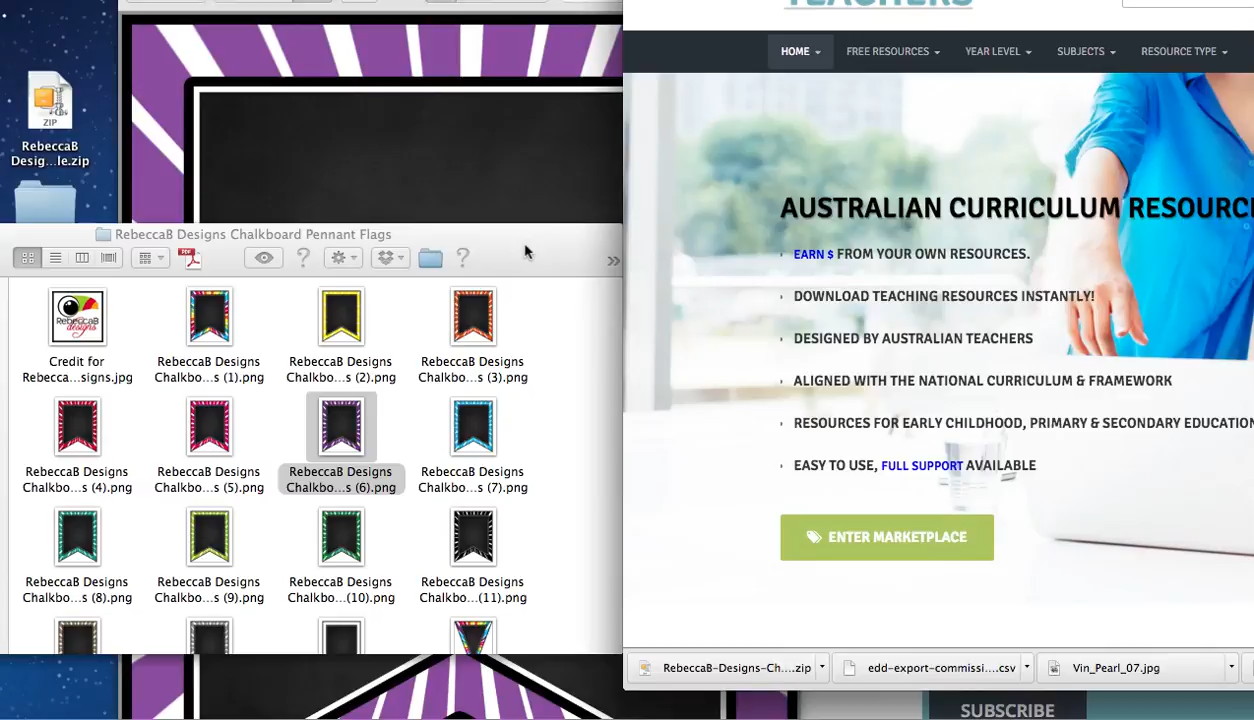 TEACHERS
HOME
FREE RESOURCES
YEAR LEVEL
SUBJECTS
RESOURCE TYPE
ZIP
RebeccaB
Desig...le.zip
RebeccaB Designs Chalkboard Pennant Flags
PDF
RebeccaB
designs
Credit for
Rebecca...signs.jpg
RebeccaB Designs
Chalkbo...s (1).png
RebeccaB Designs
Chalkbo...s (2).png
RebeccaB Designs
Chalkbo...s (3).png
RebeccaB Designs
Chalkbo...s (4).png
RebeccaB Designs
Chalkbo...s (5).png
RebeccaB Designs
Chalkbo...s (6).png
RebeccaB Designs
Chalkbo...s (7).png
RebeccaB Designs
Chalkbo...s (8).png
RebeccaB Designs
Chalkbo...s (9).png
RebeccaB Designs
Chalkbo...(10).png
RebeccaB Designs
Chalkbo...(11).png
AUSTRALIAN CURRICULUM RESOURC
EARN $ FROM YOUR OWN RESOURCES.
DOWNLOAD TEACHING RESOURCES INSTANTLY!
DESIGNED BY AUSTRALIAN TEACHERS
ALIGNED WITH THE NATIONAL CURRICULUM & FRAMEWORK
RESOURCES FOR EARLY CHILDHOOD, PRIMARY & SECONDARY EDUCATION
EASY TO USE, FULL SUPPORT AVAILABLE
ENTER MARKETPLACE
RebeccaB-Designs-Ch....zip
edd-export-commissi....csv
Vin_Pearl_07.jpg
SUBSCRIBE